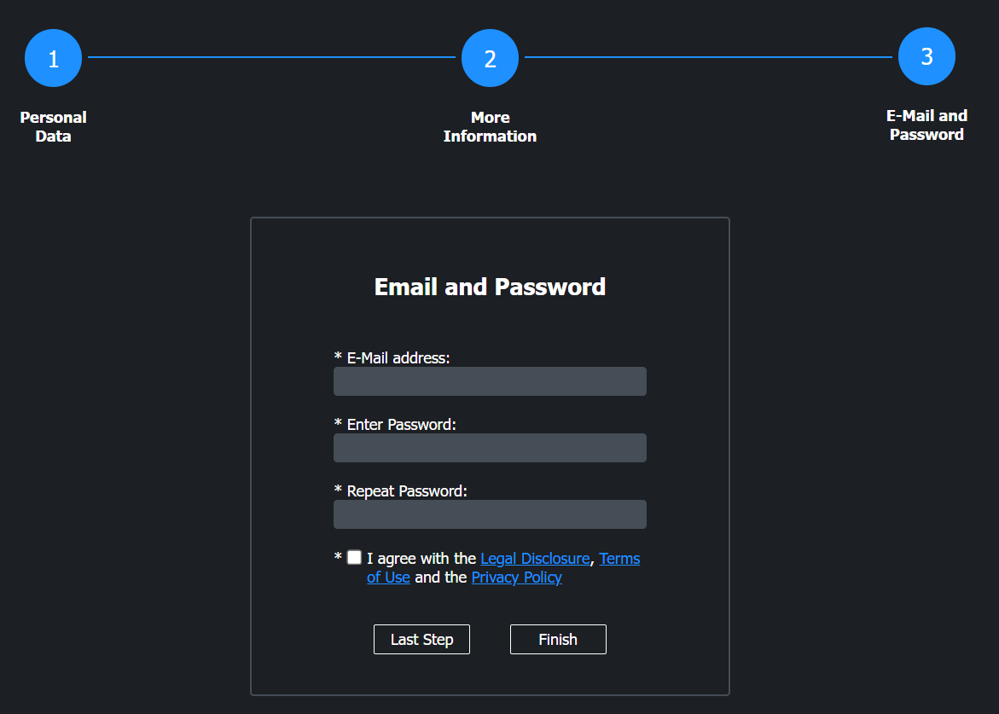 1
2
3
Personal
Data
More
Information
E-Mail and
Password
Email and Password
* E-Mail address:
* Enter Password:
* Repeat Password:
* I agree with the Legal Disclosure, Terms
of Use and the Privacy Policy
Last Step
Finish